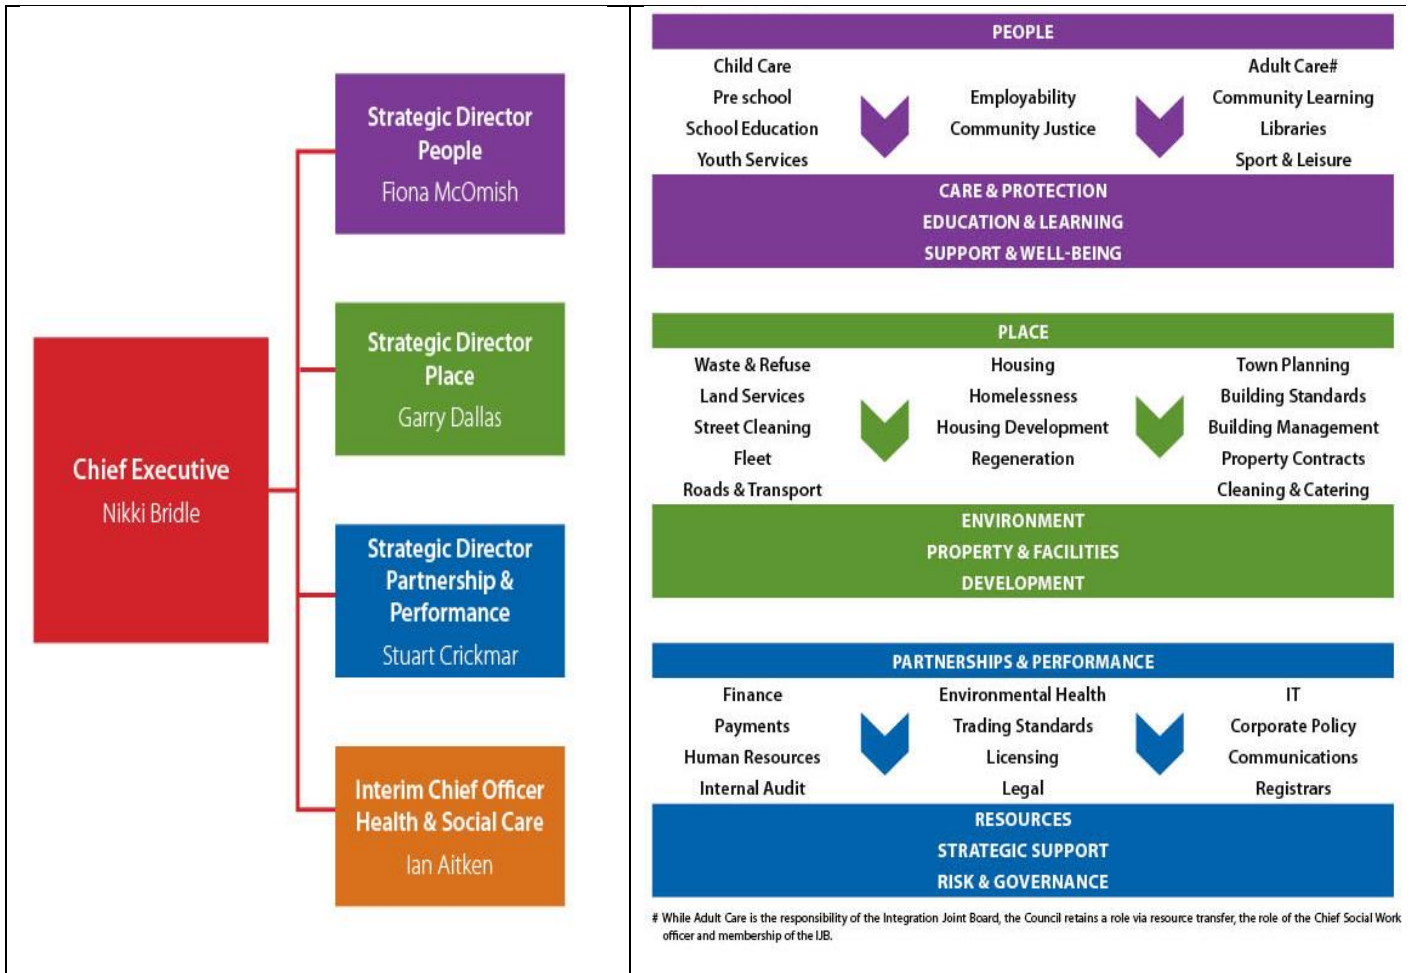 Chief Executive
Nikki Bridle
Strategic Director
People
Fiona McOmish
Strategic Director
Place
Garry Dallas
Strategic Director
Partnership &
Performance
Stuart Crickmar
Interim Chief Officer
Health & Social Care
Ian Aitken
PEOPLE
Child Care
Pre school
School Education
Youth Services
Employability
Community Justice
Adult Care#
Community Learning
Libraries
Sport & Leisure
CARE & PROTECTION
EDUCATION & LEARNING
SUPPORT & WELL-BEING
PLACE
Waste & Refuse
Land Services
Street Cleaning
Fleet
Roads & Transport
Housing
Homelessness
Housing Development
Regeneration
Town Planning
Building Standards
Building Management
Property Contracts
Cleaning & Catering
ENVIRONMENT
PROPERTY & FACILITIES
DEVELOPMENT
PARTNERSHIPS & PERFORMANCE
Finance
Payments
Human Resources
Internal Audit
Environmental Health
Trading Standards
Licensing
Legal
IT
Corporate Policy
Communications
Registrars
RESOURCES
STRATEGIC SUPPORT
RISK & GOVERNANCE
# While Adult Care is the responsibility of the Integration Joint Board, the Council retains a role via resource transfer, the role of the Chief Social Work
officer and membership of the IJB.